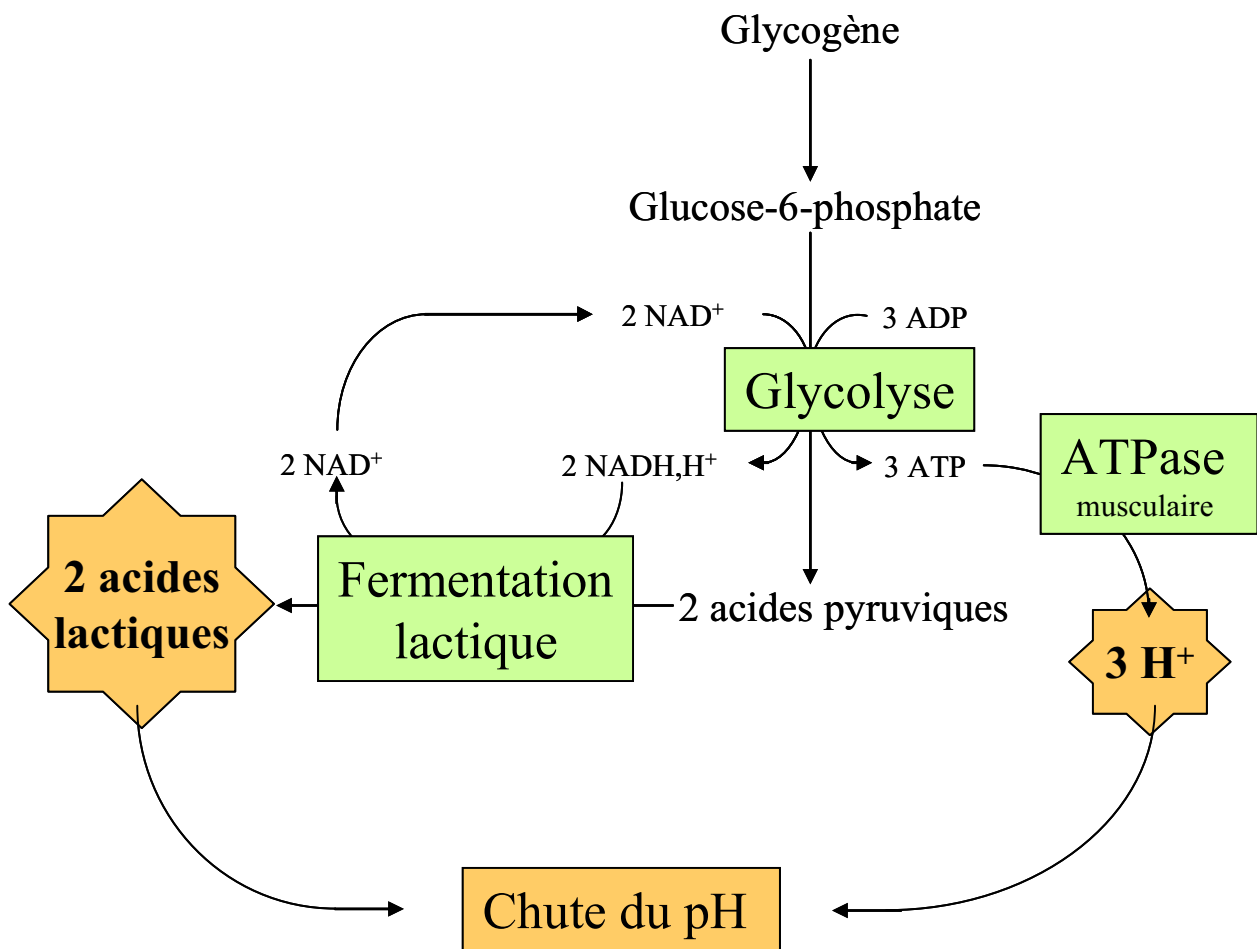 Glycogène
Glucose-6-phosphate
2 NAD⁺
3 ADP
Glycolyse
2 NAD⁺
2 NADH,H⁺
3 ATP
ATPase
musculaire
2 acides
lactiques
Fermentation
lactique
2 acides pyruviques
3 H⁺
Chute du pH